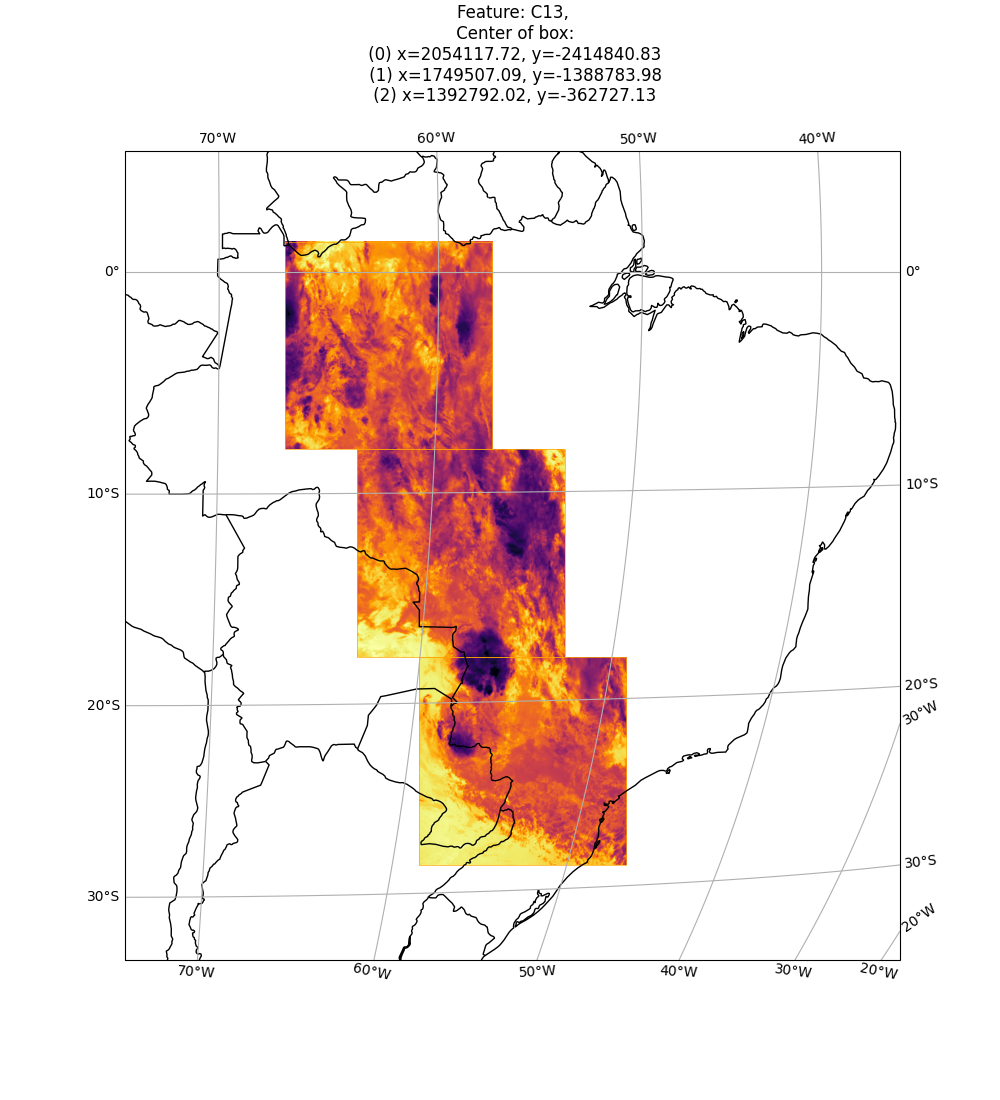 Feature: C13,
Center of box:
(0) x=2054117.72, y=-2414840.83
(1) x=1749507.09, y=-1388783.98
(2) x=1392792.02, y=-362727.13
70°W 60°W 50°W 40°W
0° 0°
10°S 10°S
20°S 20°S
30°W
30°S 30°S
20°W
70°W 60°W 50°W 40°W 30°W 20°W